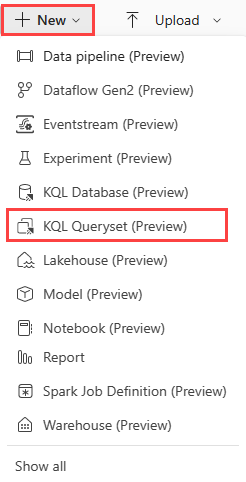 New Upload
Data pipeline (Preview)
Dataflow Gen2 (Preview)
Eventstream (Preview)
Experiment (Preview)
KQL Database (Preview)
KQL Queryset (Preview)
Lakehouse (Preview)
Model (Preview)
Notebook (Preview)
Report
Spark Job Definition (Preview)
Warehouse (Preview)
Show all